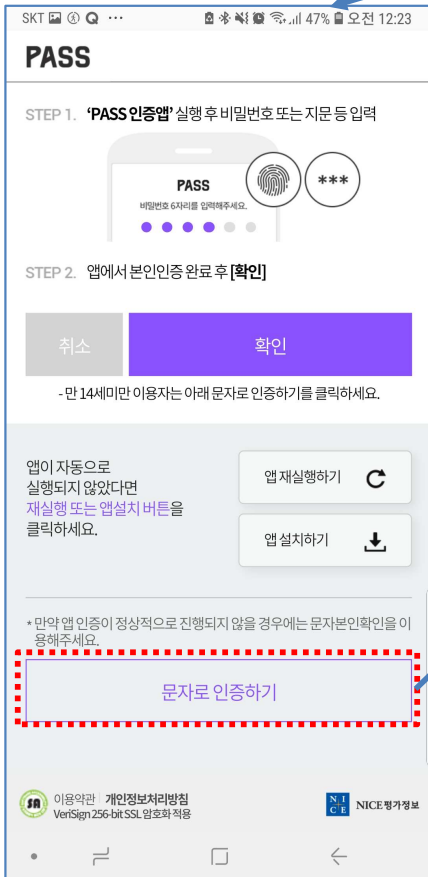 SKT Q ··· 47% 오전 12:23
PASS
STEP 1. 'PASS 인증앱' 실행 후 비밀번호 또는 지문 등 입력
PASS
비밀번호 6자리를 입력해주세요.
***
STEP 2. 앱에서 본인인증 완료 후 [확인]
취소
확인
- 만 14세미만 이용자는 아래 문자로 인증하기를 클릭하세요.
앱이 자동으로
실행되지 않았다면
재실행 또는 앱설치 버튼을
클릭하세요.
앱 재실행하기
앱 설치하기
* 만약 앱 인증이 정상적으로 진행되지 않을 경우에는 문자본인확인을 이
용해주세요.
문자로 인증하기
SA
이용약관 개인정보처리방침
VeriSign 256-bit SSL 암호화 적용
NICE NICE평가정보